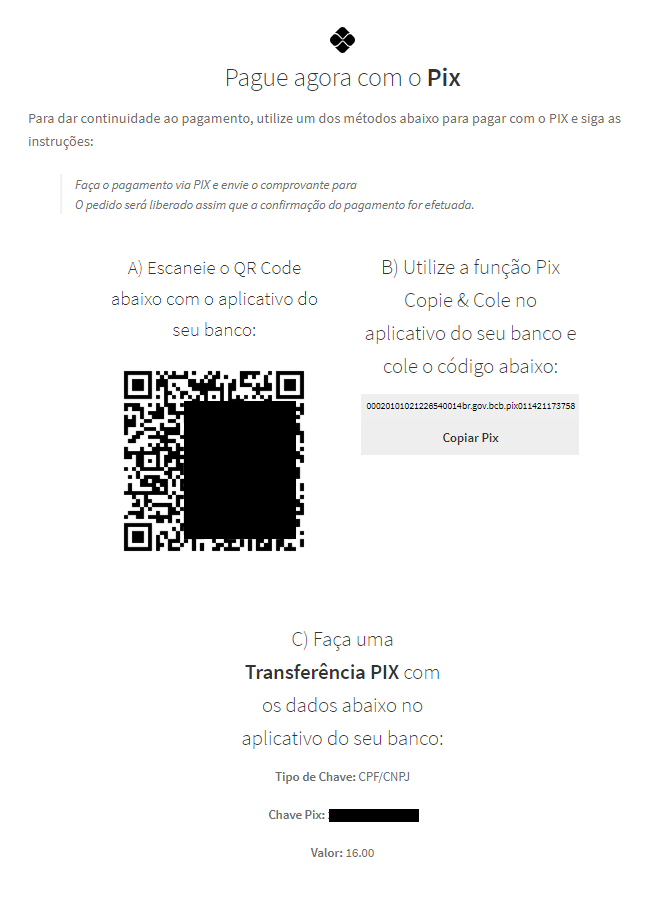 Pague agora com o Pix
Para dar continuidade ao pagamento, utilize um dos métodos abaixo para pagar com o PIX e siga as
instruções:
Faça o pagamento via PIX e envie o comprovante para
O pedido será liberado assim que a confirmação do pagamento for efetuada.
A) Escaneie o QR Code
abaixo com o aplicativo do
seu banco:
B) Utilize a função Pix
Copie & Cole no
aplicativo do seu banco e
cole o código abaixo:
00020101021226540014br.gov.bcb.pix011421173758
Copiar Pix
C) Faça uma
Transferência PIX com
os dados abaixo no
aplicativo do seu banco:
Tipo de Chave: CPF/CNPJ
Chave Pix:
Valor: 16.00